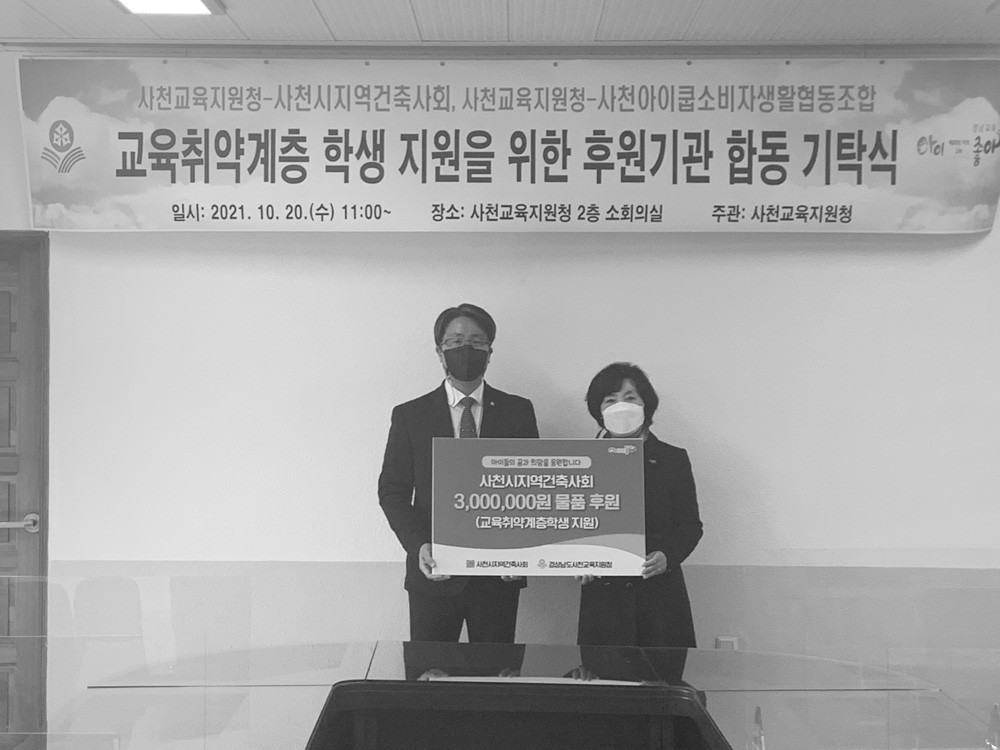 사천교육지원청-사천시지역건축사회, 사천교육지원청-사천아이쿱소비자생활협동조합
교육취약계층 학생 지원을 위한 후원기관 합동 기탁식
아이 좋아
일시: 2021. 10. 20.(수) 11:00~ 장소: 사천교육지원청 2층 소회의실 주관: 사천교육지원청
아이들의 꿈과 희망을 응원합니다
사천시지역건축사회
3,000,000원 물품 후원
(교육취약계층학생 지원)
사천시지역건축사회 경상남도사천교육지원청